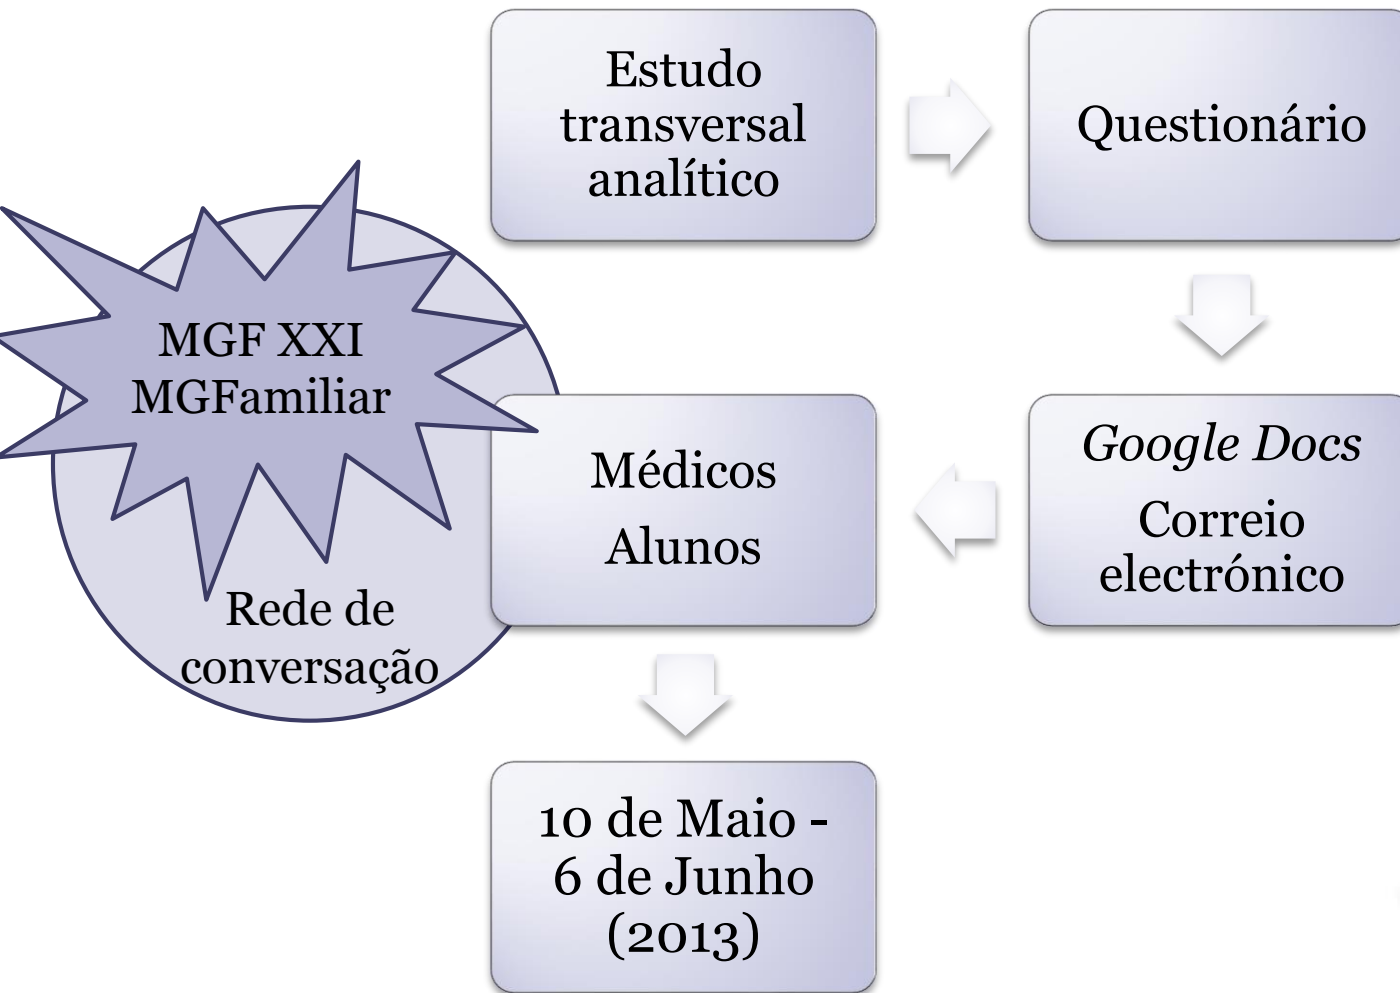 Estudo
transversal
analítico
Questionário
MGF XXI
MGFamiliar
Rede de
conversação
Google Docs
Correio
electrónico
Médicos
Alunos
10 de Maio -
6 de Junho
(2013)